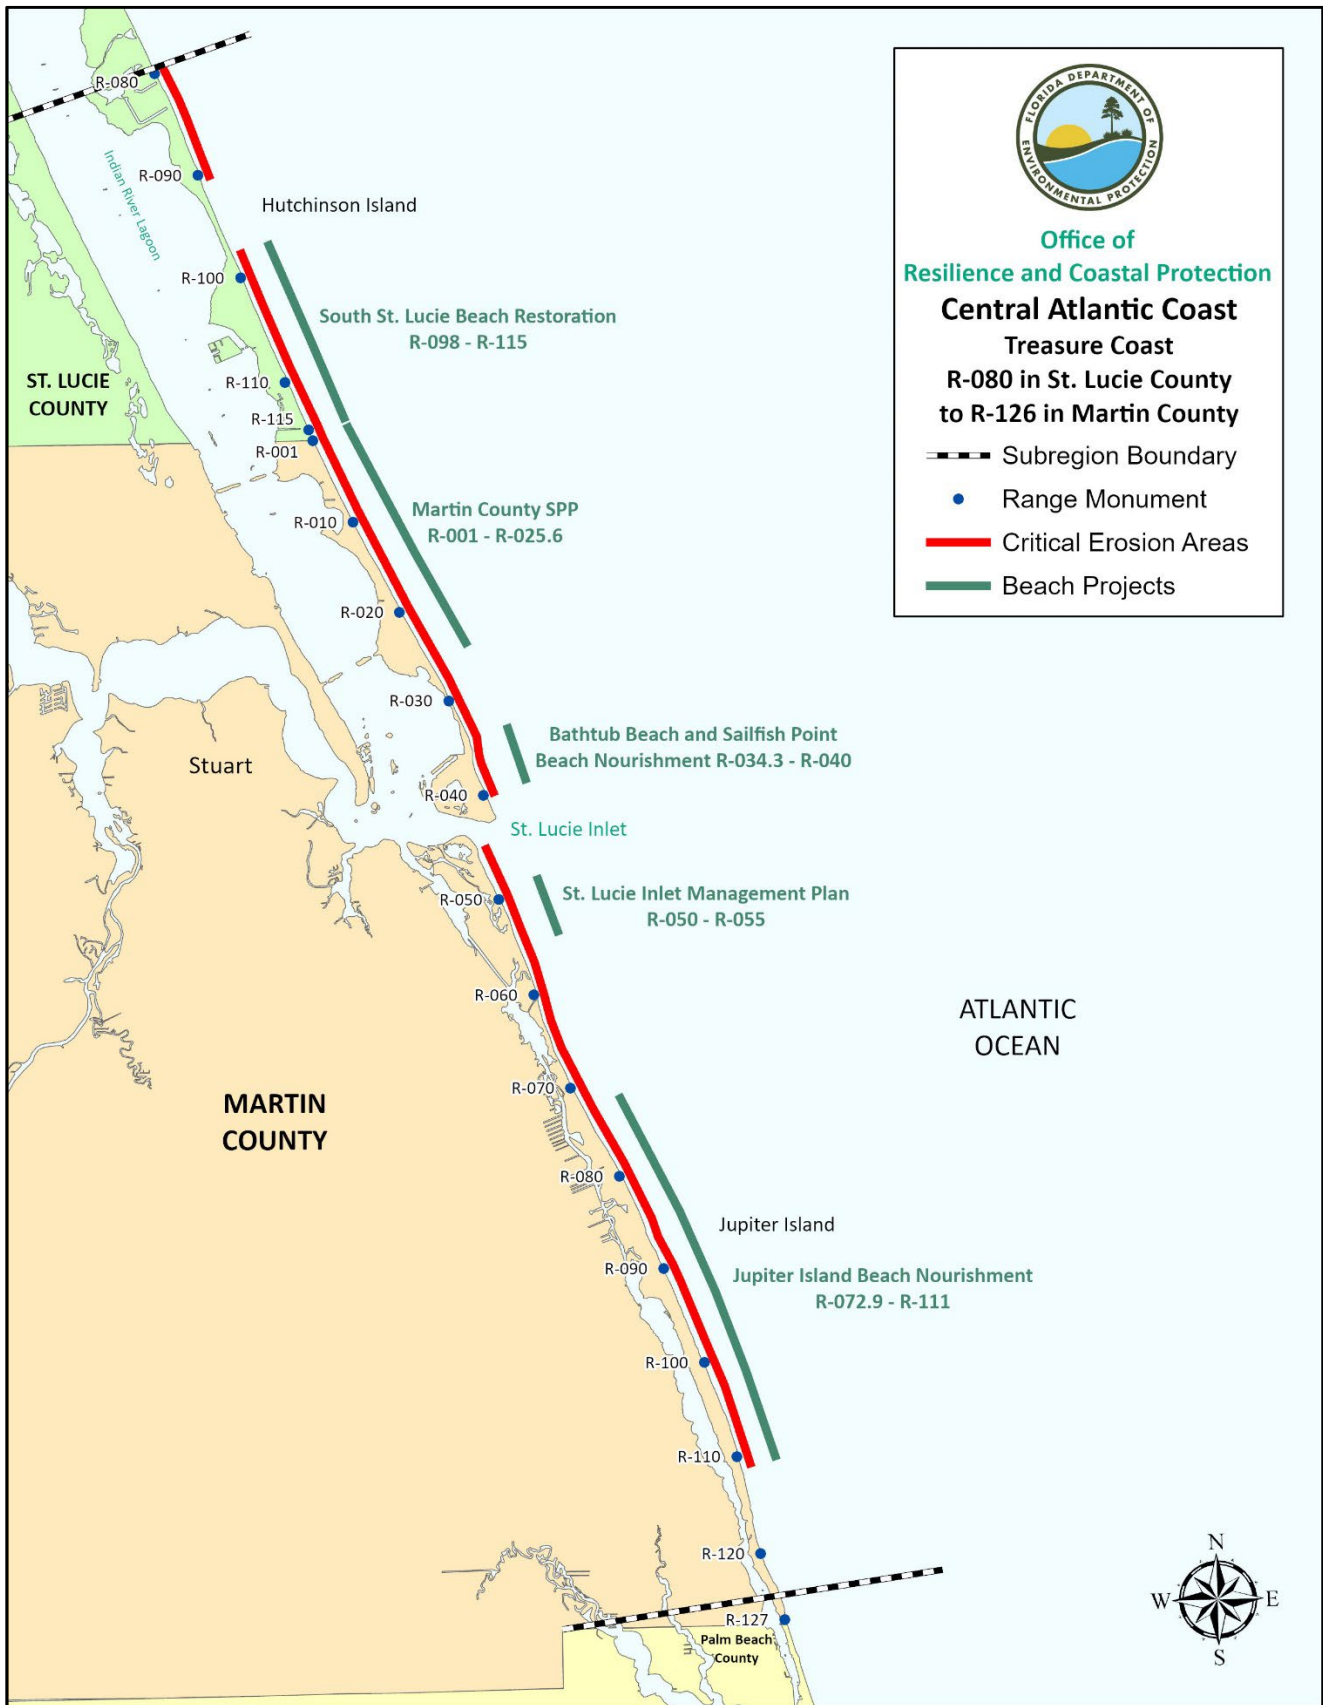 FLORIDA DEPARTMENT OF
ENVIRONMENTAL PROTECTION
Office of
Resilience and Coastal Protection
Central Atlantic Coast
Treasure Coast
R-080 in St. Lucie County
to R-126 in Martin County
Subregion Boundary
Range Monument
Critical Erosion Areas
Beach Projects
R-080
Indian River Lagoon
R-090
Hutchinson Island
R-100
South St. Lucie Beach Restoration
R-098 - R-115
ST. LUCIE
COUNTY
R-110
R-115
R-001
Martin County SPP
R-001 - R-025.6
R-010
R-020
R-030
Bathtub Beach and Sailfish Point
Beach Nourishment R-034.3 - R-040
Stuart
R-040
St. Lucie Inlet
St. Lucie Inlet Management Plan
R-050 - R-055
R-050
R-060
ATLANTIC
OCEAN
R-070
MARTIN
COUNTY
R-080
Jupiter Island
R-090
Jupiter Island Beach Nourishment
R-072.9 - R-111
R-100
R-110
R-120
R-127
Palm Beach
County
N
W
E
S